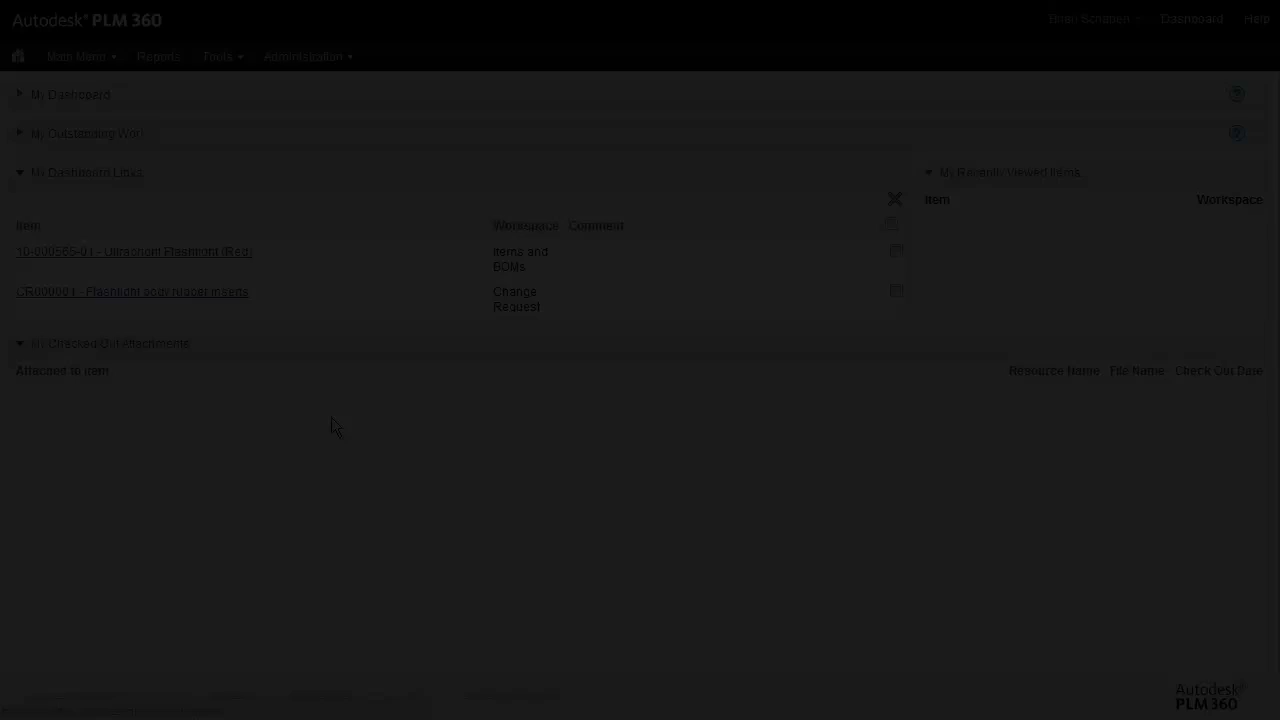 Autodesk® PLM 360
Brian Schanen Dashboard Help
Main Menu Reports Tools Administration
My Dashboard
My Outstanding Work
My Dashboard Links
My Recently Viewed Items
Item Workspace
Item Workspace Comment
10-000565-01 - Ultrabright Flashlight (Red)
Items and
BOMs
CR000001 - Flashlight body rubber inserts
Change
Request
My Checked Out Attachments
Attached to Item Resource Name File Name Check Out Date
Autodesk®
PLM 360